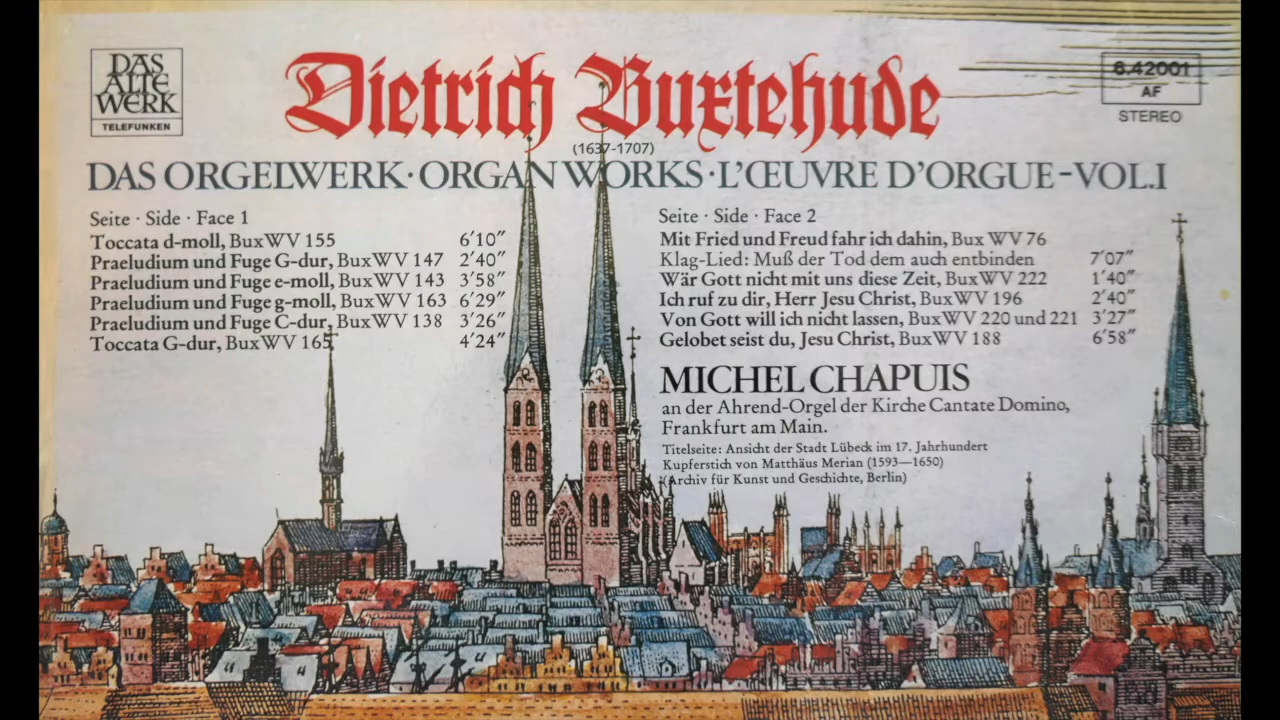 DAS
ALTE
WERK
TELEFUNKEN
Dietrich Buxtehude
6.42001
AF
STEREO
(1637-1707)
DAS ORGELWERK·ORGAN WORKS·L'ŒUVRE D'ORGUE-VOL.I
Seite · Side · Face 1
Toccata d-moll, BuxWV 155 6′10″
Praeludium und Fuge G-dur, BuxWV 147 2′40″
Praeludium und Fuge e-moll, BuxWV 143 3′58″
Praeludium und Fuge g-moll, BuxWV 163 6′29″
Praeludium und Fuge C-dur, BuxWV 138 3′26″
Toccata G-dur, BuxWV 165 4′24″
Seite · Side · Face 2
Mit Fried und Freud fahr ich dahin, Bux WV 76
Klag-Lied: Muß der Tod dem auch entbinden 7′07″
Wär Gott nicht mit uns diese Zeit, BuxWV 222 1′40″
Ich ruf zu dir, Herr Jesu Christ, BuxWV 196 2′40″
Von Gott will ich nicht lassen, BuxWV 220 und 221 3′27″
Gelobet seist du, Jesu Christ, BuxWV 188 6′58″
MICHEL CHAPUIS
an der Ahrend-Orgel der Kirche Cantate Domino,
Frankfurt am Main.
Titelseite: Ansicht der Stadt Lübeck im 17. Jahrhundert
Kupferstich von Matthäus Merian (1593—1650)
(Archiv für Kunst und Geschichte, Berlin)